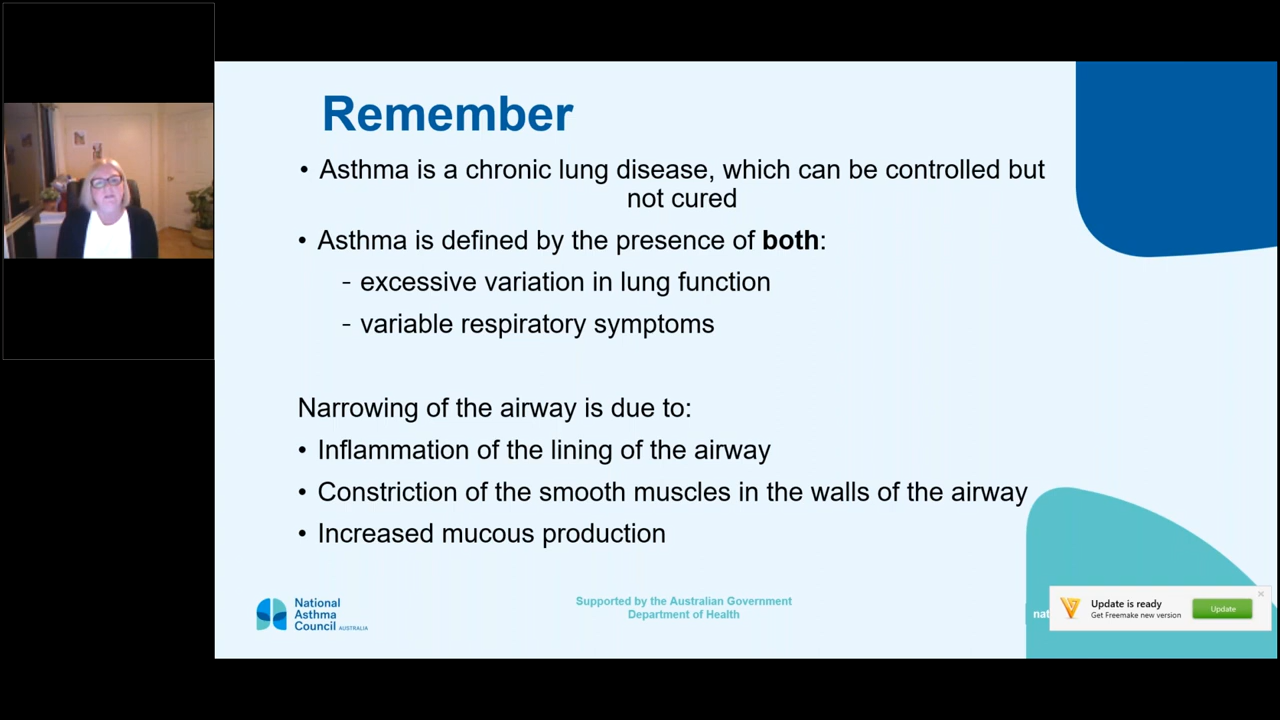 Remember
• Asthma is a chronic lung disease, which can be controlled but
not cured
• Asthma is defined by the presence of both:
- excessive variation in lung function
- variable respiratory symptoms
Narrowing of the airway is due to:
• Inflammation of the lining of the airway
• Constriction of the smooth muscles in the walls of the airway
• Increased mucous production
National
Asthma
Council AUSTRALIA
Supported by the Australian Government
Department of Health
nat
Update is ready
Get Freemake new version
Update